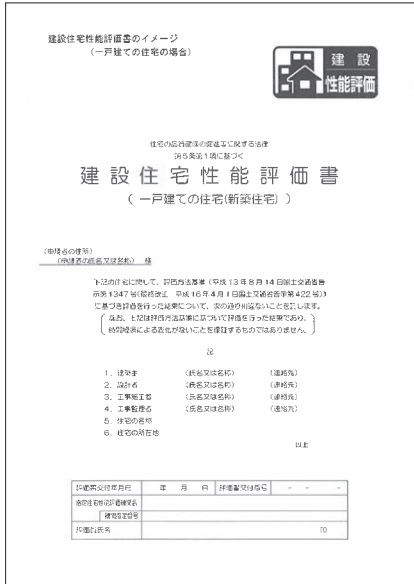 建設住宅性能評価書のイメージ
（一戸建ての住宅の場合）
建設
性能評価
住宅の品質確保の促進等に関する法律
第5条第1項に基づく
建設住宅性能評価書
（一戸建ての住宅(新築住宅)）
(申請者の住所)
(申請者の氏名又は名称) 様
下記の住宅に関して、評価方法基準（平成13年8月14日国土交通省告
示第1347号(最終改正 平成16年4月1日国土交通省告示第422号)）
に基づき評価を行った結果について、次の通り相違ないことを証します。
なお、上記は評価方法基準に基づいて評価を行った結果であり、
時間経過による変化がないことを保証するものではありません。
記
1．建築主 (氏名又は名称) (連絡先)
2．設計者 (氏名又は名称) (連絡先)
3．工事施工者 (氏名又は名称) (連絡先)
4．工事監理者 (氏名又は名称) (連絡先)
5．住宅の名称
6．住宅の所在地
以上
評価書交付年月日 年 月 日 評価書交付番号 - - -
指定住宅性能評価機関名
機関指定番号
評価員氏名 印